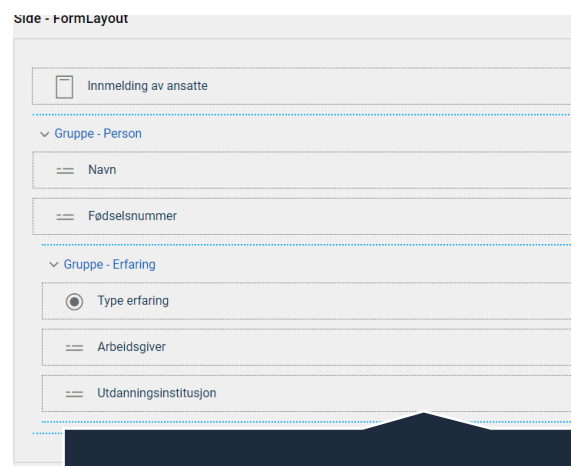 Side - FormLayout
Innmelding av ansatte
Gruppe - Person
Navn
Fødselsnummer
Gruppe - Erfaring
Type erfaring
Arbeidsgiver
Utdanningsinstitusjon